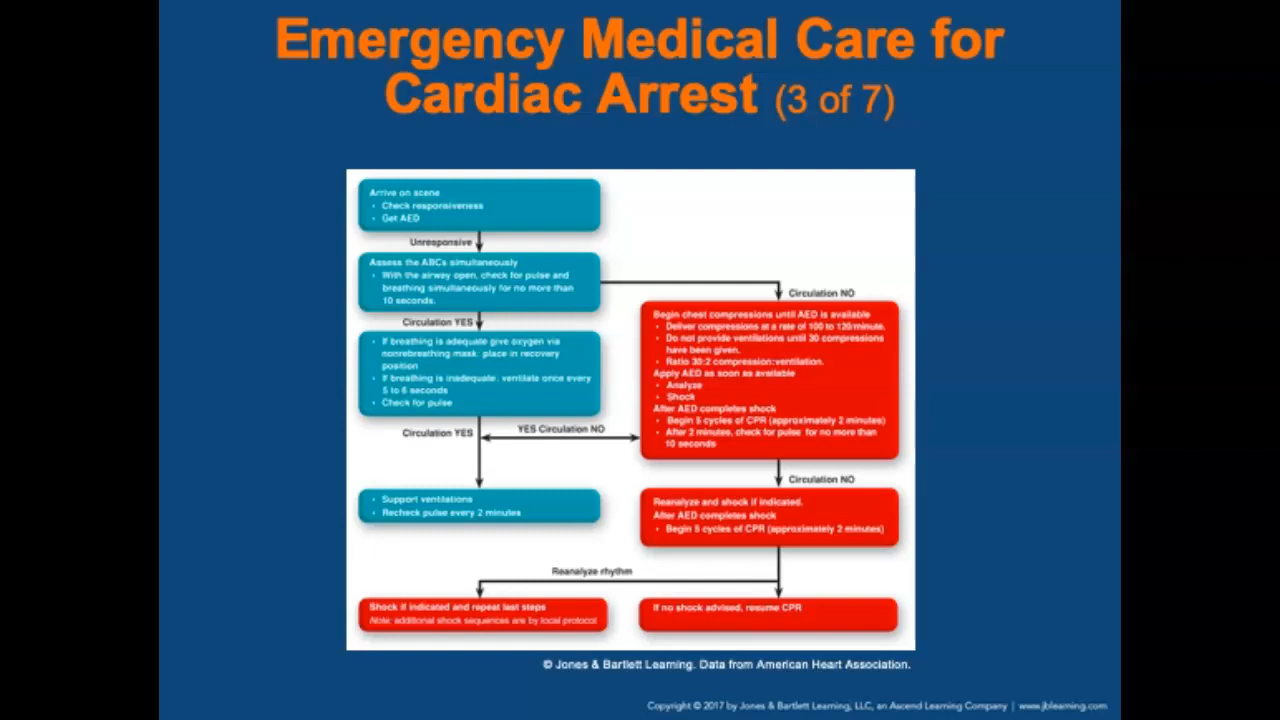 Emergency Medical Care for
Cardiac Arrest (3 of 7)
Arrive on scene
• Check responsiveness
• Get AED
Unresponsive
Assess the ABCs simultaneously
• With the airway open, check for pulse and
breathing simultaneously for no more than
10 seconds.
Circulation NO
Circulation YES
• If breathing is adequate give oxygen via
nonrebreathing mask: place in recovery
position
• If breathing is inadequate, ventilate once every
5 to 6 seconds
• Check for pulse
Begin chest compressions until AED is available
• Deliver compressions at a rate of 100 to 120/minute.
• Do not provide ventilations until 30 compressions
have been given.
• Ratio 30:2 compression:ventilation.
Apply AED as soon as available
• Analyze
• Shock
After AED completes shock
• Begin 5 cycles of CPR (approximately 2 minutes)
• After 2 minutes, check for pulse for no more than
10 seconds
Circulation YES
YES Circulation NO
Circulation NO
• Support ventilations
• Recheck pulse every 2 minutes
Reanalyze and shock if indicated.
After AED completes shock
• Begin 5 cycles of CPR (approximately 2 minutes)
Reanalyze rhythm
Shock if indicated and repeat last steps
Note: additional shock sequences are by local protocol
If no shock advised, resume CPR
© Jones & Bartlett Learning. Data from American Heart Association.
Copyright © 2017 by Jones & Bartlett Learning, LLC, an Ascend Learning Company | www.jblearning.com